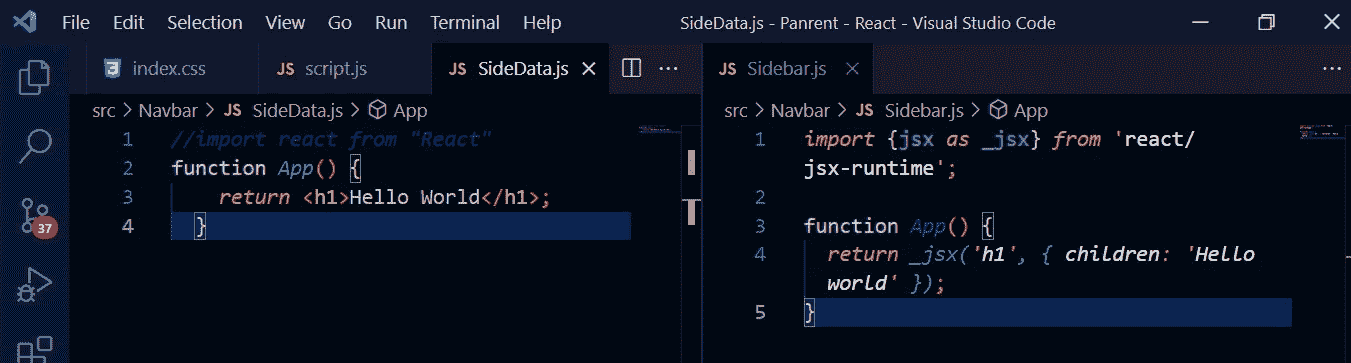 File Edit Selection View Go Run Terminal Help SideData.js - Panrent - React - Visual Studio Code
index.css JS script.js JS SideData.js
src > Navbar > JS SideData.js > App
1 //import react from "React"
2 function App() {
3 return <h1>Hello World</h1>;
4 }
37
JS Sidebar.js
src > Navbar > JS Sidebar.js > App
1 import {jsx as _jsx} from 'react/
jsx-runtime';
2
3 function App() {
4 return _jsx('h1', { children: 'Hello
world' });
5 }